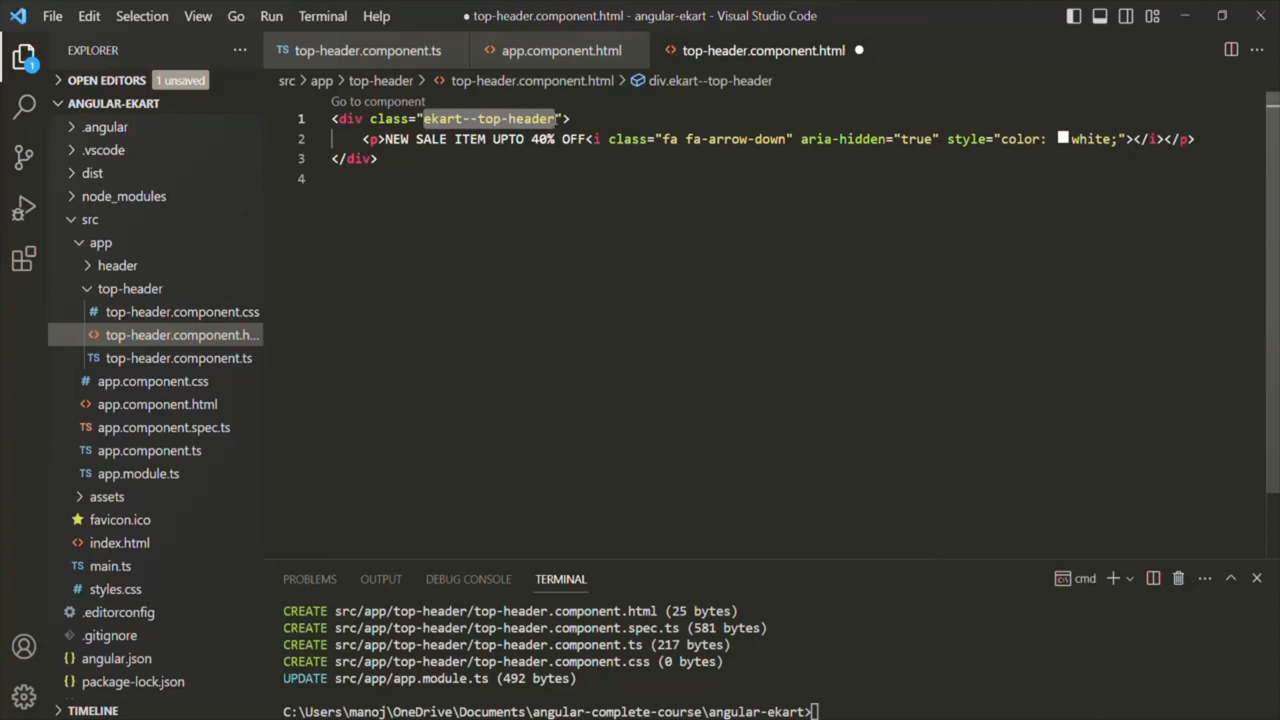 File Edit Selection View Go Run Terminal Help
● top-header.component.html - angular-ekart - Visual Studio Code
EXPLORER
TS top-header.component.ts
<> app.component.html
<> top-header.component.html
OPEN EDITORS 1 unsaved
ANGULAR-EKART
.angular
.vscode
dist
node_modules
src
app
header
top-header
# top-header.component.css
<> top-header.component.h...
TS top-header.component.ts
# app.component.css
<> app.component.html
TS app.component.spec.ts
TS app.component.ts
TS app.module.ts
assets
favicon.ico
<> index.html
TS main.ts
# styles.css
.editorconfig
.gitignore
{} angular.json
{} package-lock.json
TIMELINE
1
src > app > top-header > <> top-header.component.html > div.ekart--top-header
Go to component
1 <div class="ekart--top-header">
2 <p>NEW SALE ITEM UPTO 40% OFF<i class="fa fa-arrow-down" aria-hidden="true" style="color: white;"></i></p>
3 </div>
4
PROBLEMS OUTPUT DEBUG CONSOLE TERMINAL
cmd
CREATE src/app/top-header/top-header.component.html (25 bytes)
CREATE src/app/top-header/top-header.component.spec.ts (581 bytes)
CREATE src/app/top-header/top-header.component.ts (217 bytes)
CREATE src/app/top-header/top-header.component.css (0 bytes)
UPDATE src/app/app.module.ts (492 bytes)
C:\Users\manoj\OneDrive\Documents\angular-complete-course\angular-ekart>